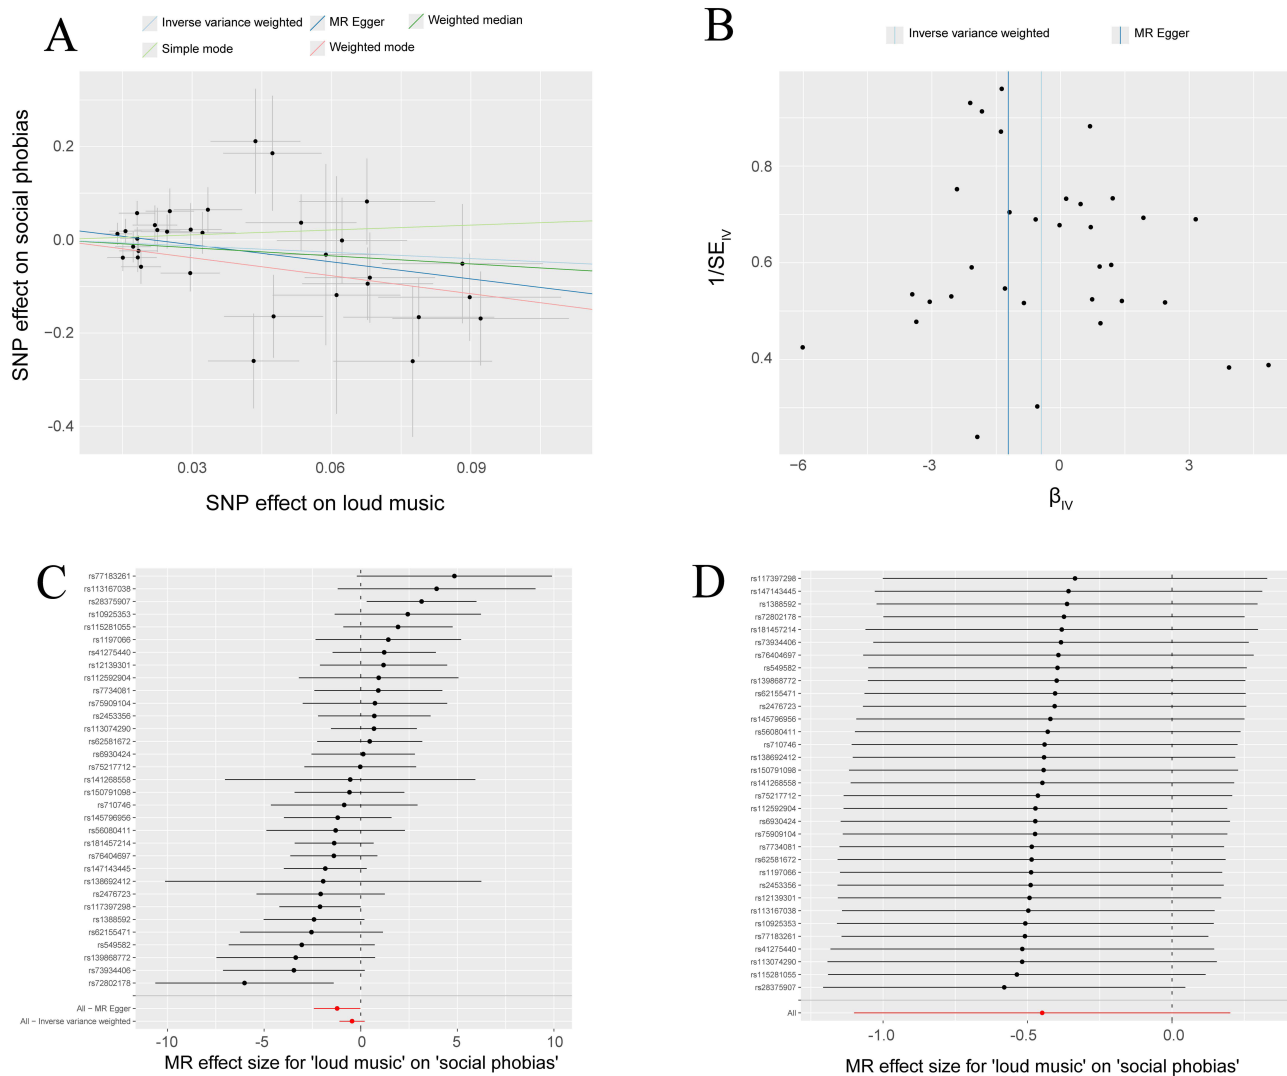 A
Inverse variance weighted
MR Egger
Weighted median
Simple mode
Weighted mode
SNP effect on social phobias
0.2
0.0
−0.2
-0.4
0.03
0.06
0.09
SNP effect on loud music
B
Inverse variance weighted
MR Egger
1/SE_IV
0.8
0.6
0.4
−6
-3
0
3
β_IV
C
rs77183261
rs113167038
rs28375907
rs10925353
rs115281055
rs1197066
rs41275440
rs12139301
rs112592904
rs7734081
rs75909104
rs2453356
rs113074290
rs62581672
rs6930424
rs75217712
rs141268558
rs150791098
rs710746
rs145796956
rs56080411
rs181457214
rs76404697
rs147143445
rs138692412
rs2476723
rs117397298
rs1388592
rs62155471
rs549582
rs139868772
rs73934406
rs72802178
All − MR Egger
All − Inverse variance weighted
-10
-5
0
5
10
MR effect size for 'loud music' on 'social phobias'
D
rs117397298
rs147143445
rs1388592
rs72802178
rs181457214
rs73934406
rs76404697
rs549582
rs139868772
rs62155471
rs2476723
rs145796956
rs56080411
rs710746
rs138692412
rs150791098
rs141268558
rs75217712
rs112592904
rs6930424
rs75909104
rs7734081
rs62581672
rs1197066
rs2453356
rs12139301
rs113167038
rs10925353
rs77183261
rs41275440
rs113074290
rs115281055
rs28375907
All
-1.0
-0.5
0.0
MR effect size for 'loud music' on 'social phobias'